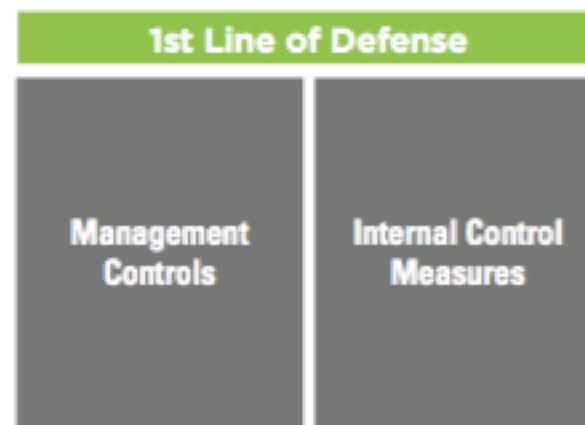 1st Line of Defense
Management
Controls
Internal Control
Measures